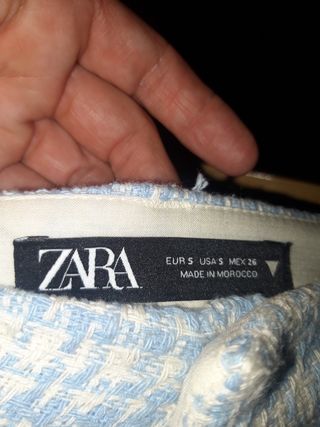 ZARA
EUR S USA S MEX 26
MADE IN MOROCCO